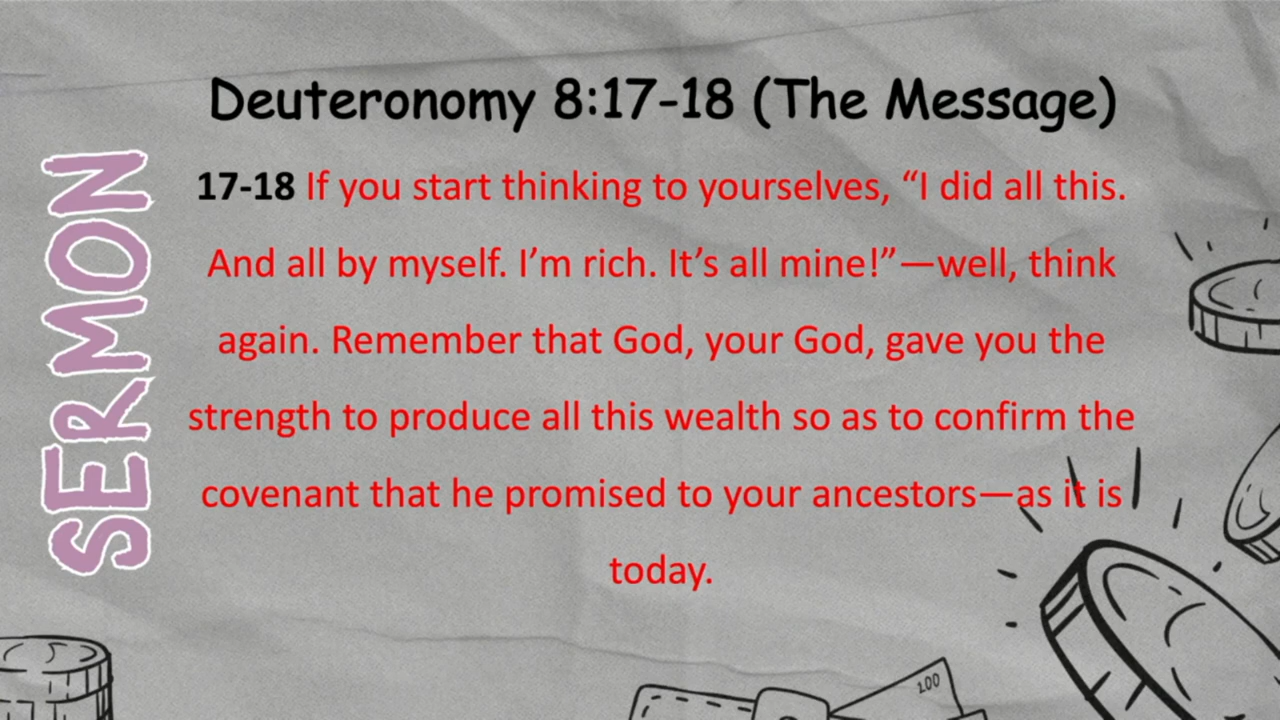 Deuteronomy 8:17-18 (The Message)
SERMON
17-18 If you start thinking to yourselves, “I did all this.
And all by myself. I’m rich. It’s all mine!”—well, think
again. Remember that God, your God, gave you the
strength to produce all this wealth so as to confirm the
covenant that he promised to your ancestors—as it is
today.
100